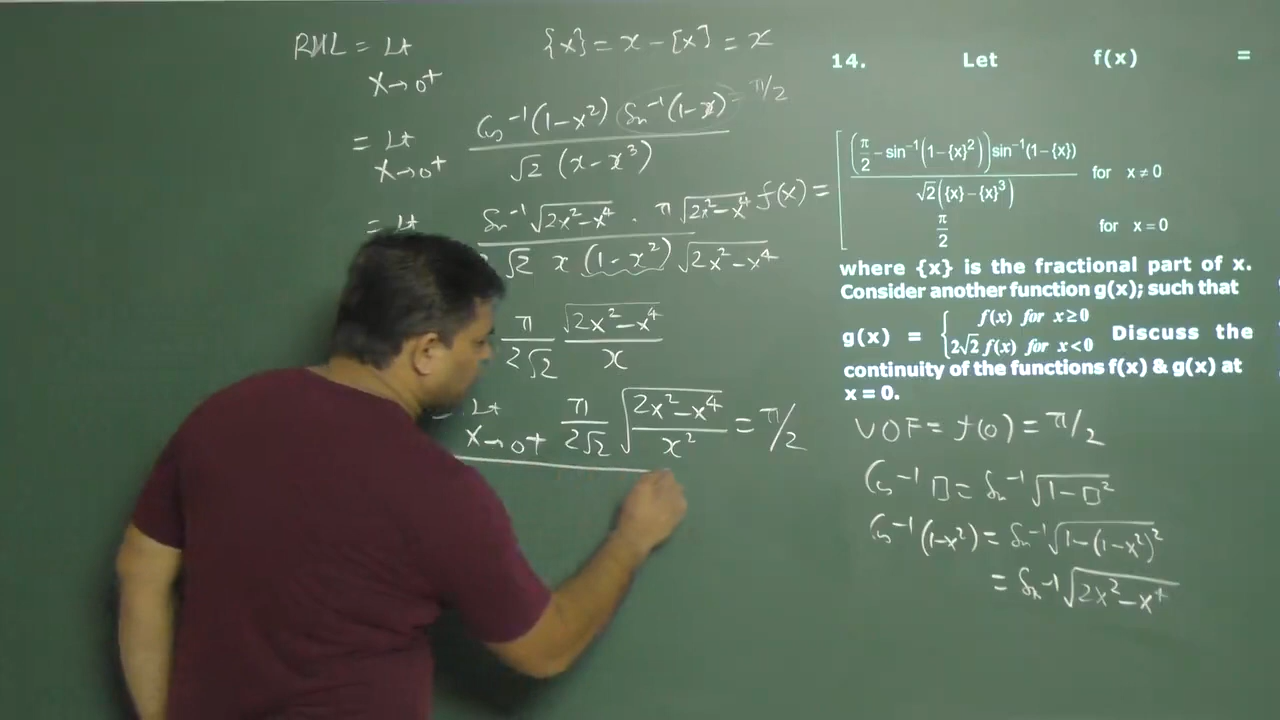 RHL = Lt {x} = x − [x] = x
x→0⁺
= Lt Cos⁻¹(1−x²) Sin⁻¹(1−x) π/2
x→0⁺ √2 (x−x³)
= Lt Sin⁻¹√(2x²−x⁴) . π √(2x²−x⁴)
√2 x (1−x²) √(2x²−x⁴)
π/(2√2) √(2x²−x⁴)/x
= Lt π/(2√2) √((2x²−x⁴)/x²) = π/2
x→0+
14. Let f(x) =
f(x) = [ (π/2 − sin⁻¹(1−{x}²)) sin⁻¹(1−{x}) / √2({x}−{x}³) for x ≠ 0
π/2 for x = 0
where {x} is the fractional part of x.
Consider another function g(x); such that
g(x) = { f(x) for x ≥ 0
2√2 f(x) for x < 0 Discuss the
continuity of the functions f(x) & g(x) at
x = 0.
VOF = f(0) = π/2
Cos⁻¹ □ = Sin⁻¹ √(1−□²)
Cos⁻¹(1−x²) = Sin⁻¹√(1−(1−x²)²)
= Sin⁻¹√(2x²−x⁴)